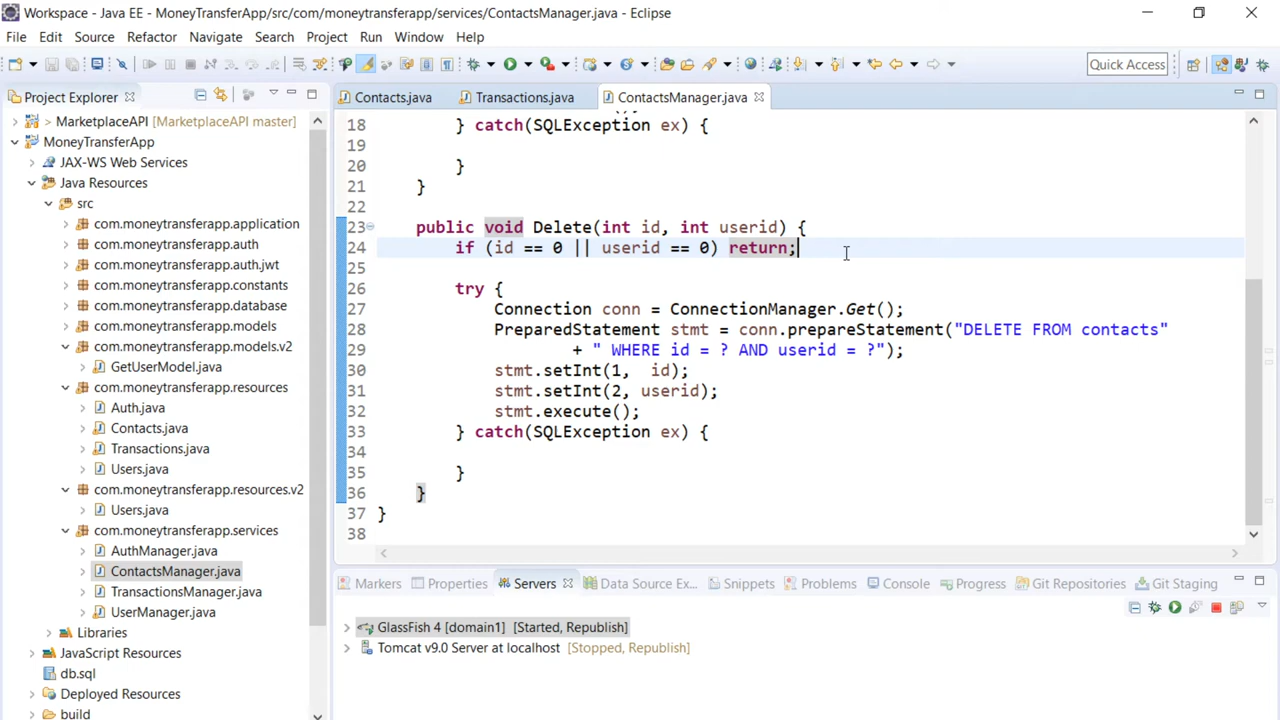 Workspace - Java EE - MoneyTransferApp/src/com/moneytransferapp/services/ContactsManager.java - Eclipse
File Edit Source Refactor Navigate Search Project Run Window Help
Quick Access
Project Explorer
> MarketplaceAPI [MarketplaceAPI master]
MoneyTransferApp
JAX-WS Web Services
Java Resources
src
com.moneytransferapp.application
com.moneytransferapp.auth
com.moneytransferapp.auth.jwt
com.moneytransferapp.constants
com.moneytransferapp.database
com.moneytransferapp.models
com.moneytransferapp.models.v2
GetUserModel.java
com.moneytransferapp.resources
Auth.java
Contacts.java
Transactions.java
Users.java
com.moneytransferapp.resources.v2
Users.java
com.moneytransferapp.services
AuthManager.java
ContactsManager.java
TransactionsManager.java
UserManager.java
Libraries
JavaScript Resources
db.sql
Deployed Resources
build
Contacts.java Transactions.java ContactsManager.java
18 } catch(SQLException ex) {
19
20 }
21 }
22
23 public void Delete(int id, int userid) {
24 if (id == 0 || userid == 0) return;
25
26 try {
27 Connection conn = ConnectionManager.Get();
28 PreparedStatement stmt = conn.prepareStatement("DELETE FROM contacts"
29 + " WHERE id = ? AND userid = ?");
30 stmt.setInt(1,  id);
31 stmt.setInt(2, userid);
32 stmt.execute();
33 } catch(SQLException ex) {
34
35 }
36 }
37 }
38
Markers Properties Servers Data Source Ex... Snippets Problems Console Progress Git Repositories Git Staging
GlassFish 4 [domain1] [Started, Republish]
Tomcat v9.0 Server at localhost [Stopped, Republish]